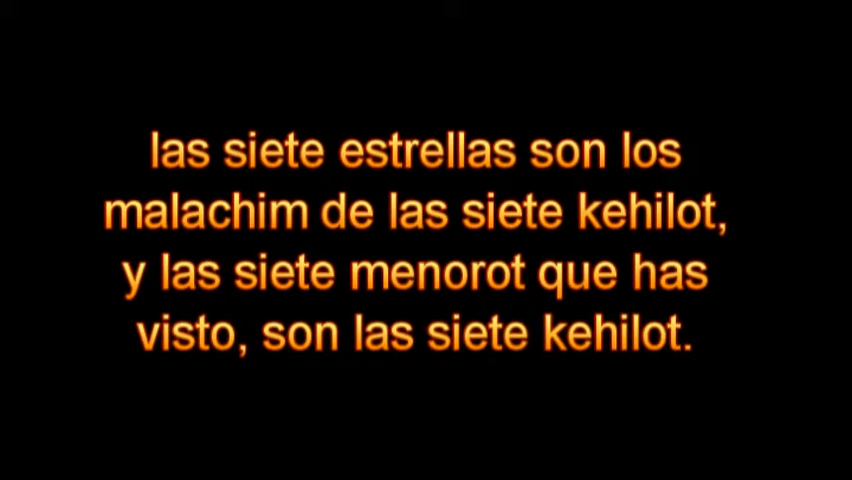 las siete estrellas son los
malachim de las siete kehilot,
y las siete menorot que has
visto, son las siete kehilot.